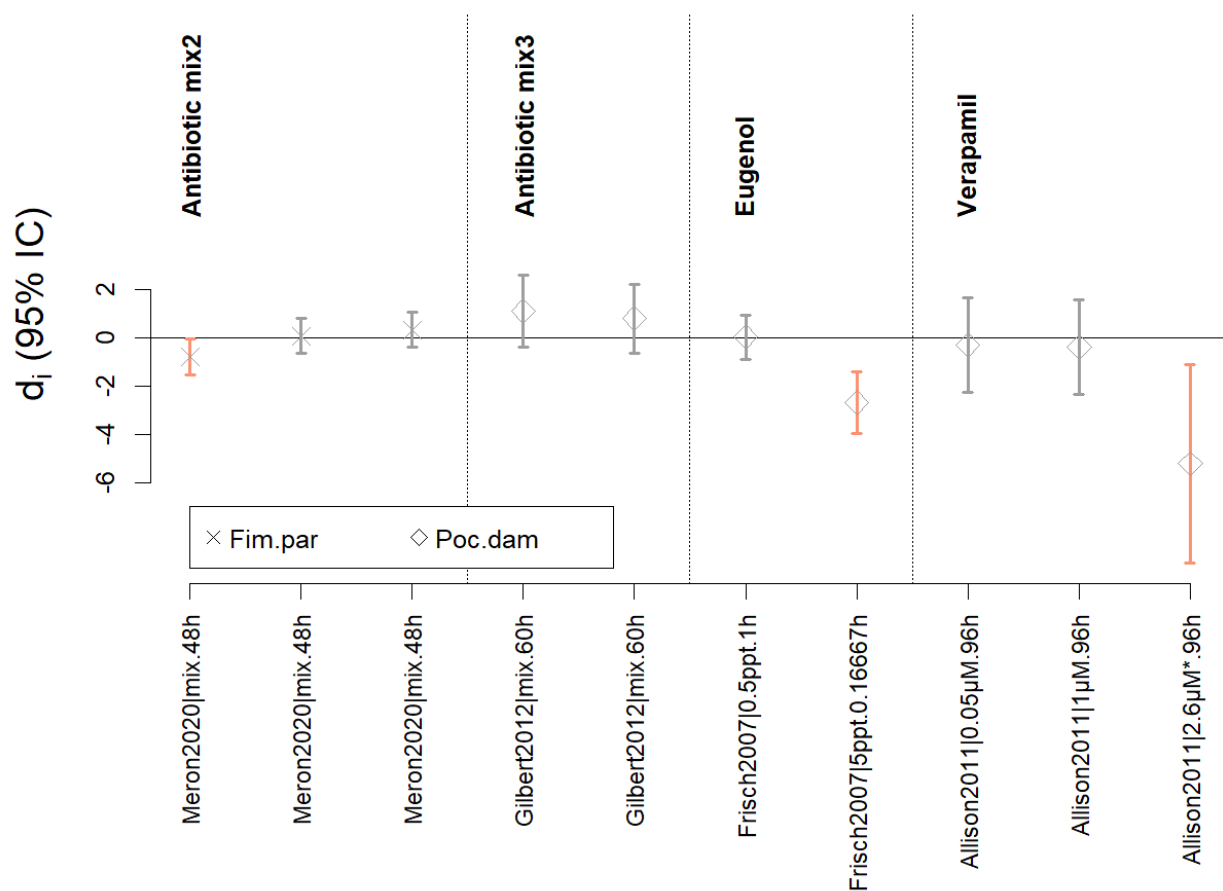 Antibiotic mix2
Antibiotic mix3
Eugenol
Verapamil
di (95% IC)
2
0
-2
-4
-6
Fim.par
Poc.dam
Meron2020|mix.48h
Meron2020|mix.48h
Meron2020|mix.48h
Gilbert2012|mix.60h
Gilbert2012|mix.60h
Frisch2007|0.5ppt.1h
Frisch2007|5ppt.0.16667h
Allison2011|0.05µM.96h
Allison2011|1µM.96h
Allison2011|2.6µM*.96h